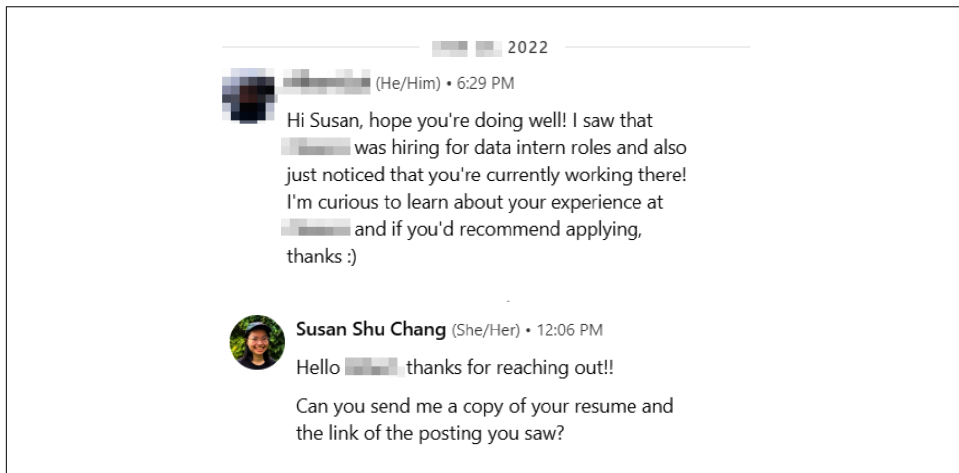 2022
(He/Him) • 6:29 PM
Hi Susan, hope you're doing well! I saw that
was hiring for data intern roles and also
just noticed that you're currently working there!
I'm curious to learn about your experience at
and if you'd recommend applying,
thanks :)
Susan Shu Chang (She/Her) • 12:06 PM
Hello thanks for reaching out!!
Can you send me a copy of your resume and
the link of the posting you saw?